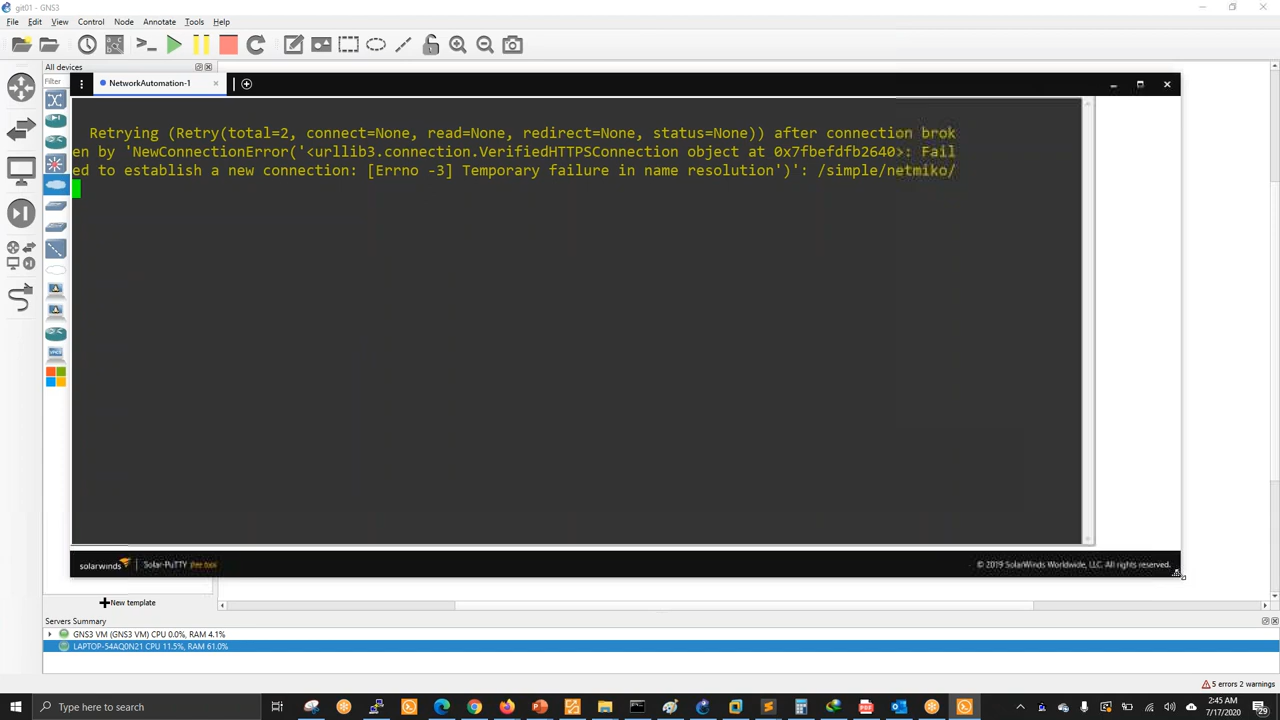 git01 - GNS3
File Edit View Control Node Annotate Tools Help
All devices
Filter
NetworkAutomation-1
Retrying (Retry(total=2, connect=None, read=None, redirect=None, status=None)) after connection brok
en by 'NewConnectionError('<urllib3.connection.VerifiedHTTPSConnection object at 0x7fbefdfb2640>: Fail
ed to establish a new connection: [Errno -3] Temporary failure in name resolution')': /simple/netmiko/
solarwinds Solar-PuTTY free tool
© 2019 SolarWinds Worldwide, LLC. All rights reserved.
New template
Servers Summary
GNS3 VM (GNS3 VM) CPU 0.0%, RAM 4.1%
LAPTOP-54AQ0N21 CPU 11.5%, RAM 61.0%
5 errors 2 warnings
Type here to search
2:45 AM
7/17/2020